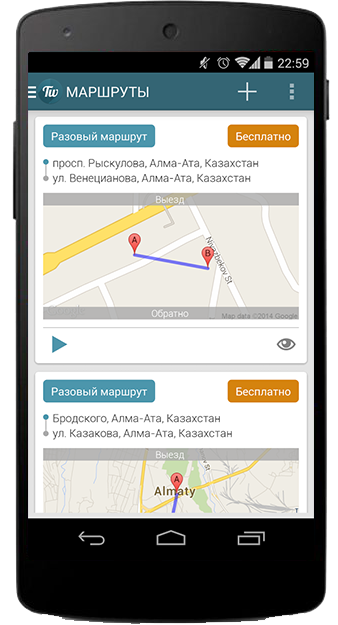 22:59
Tw МАРШРУТЫ
Разовый маршрут Бесплатно
просп. Рыскулова, Алма-Ата, Казахстан
ул. Венецианова, Алма-Ата, Казахстан
Выезд
A
B
Niyazbekov St
Обратно
Map data ©2014 Google
Разовый маршрут Бесплатно
Бродского, Алма-Ата, Казахстан
ул. Казакова, Алма-Ата, Казахстан
Выезд
A
Almaty